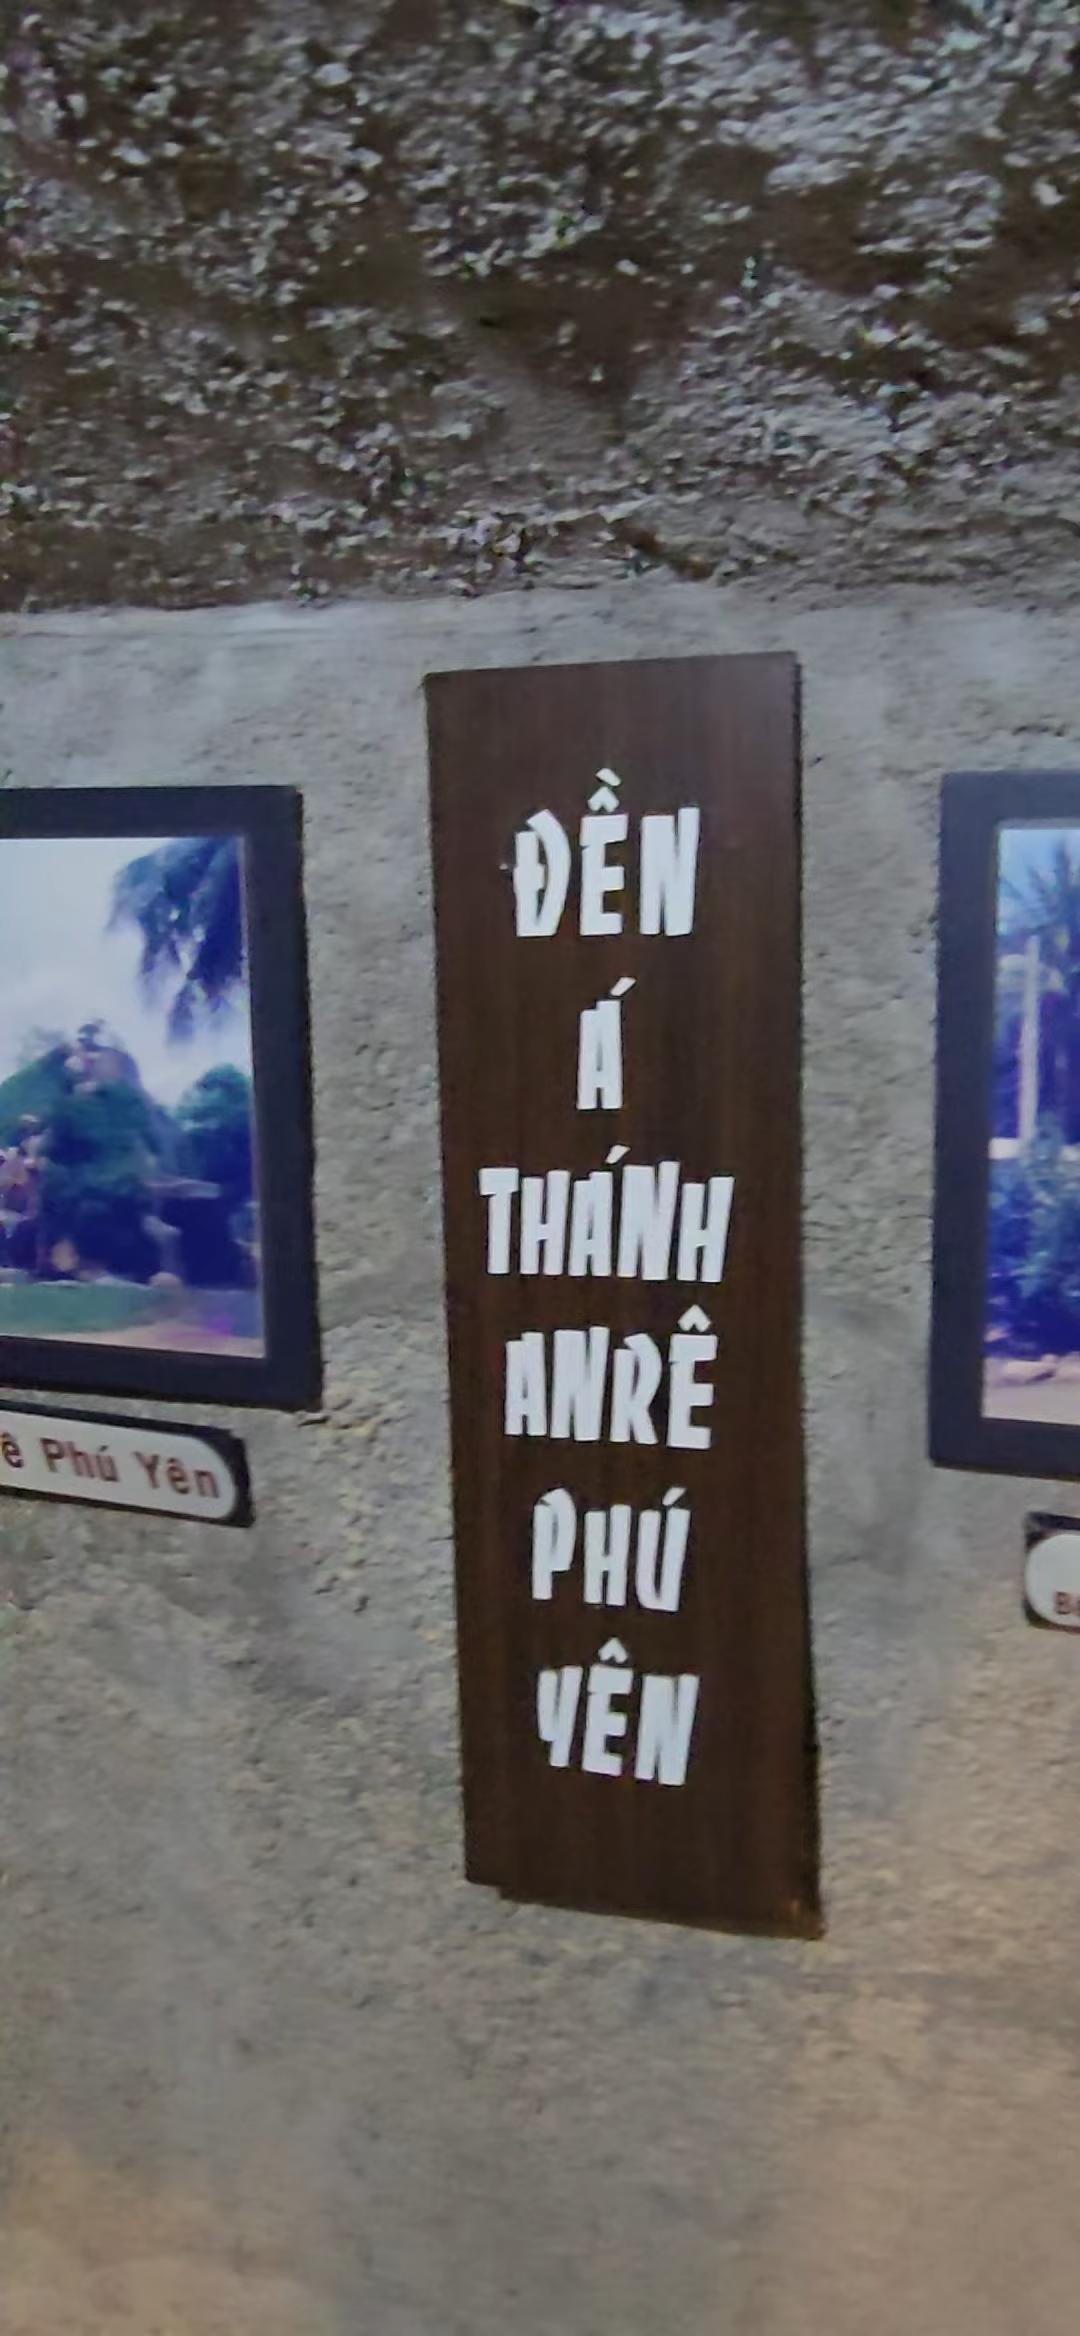 ĐỀN
Á
THÁNH
ANRÊ
PHÚ
YÊN
ê Phú Yên